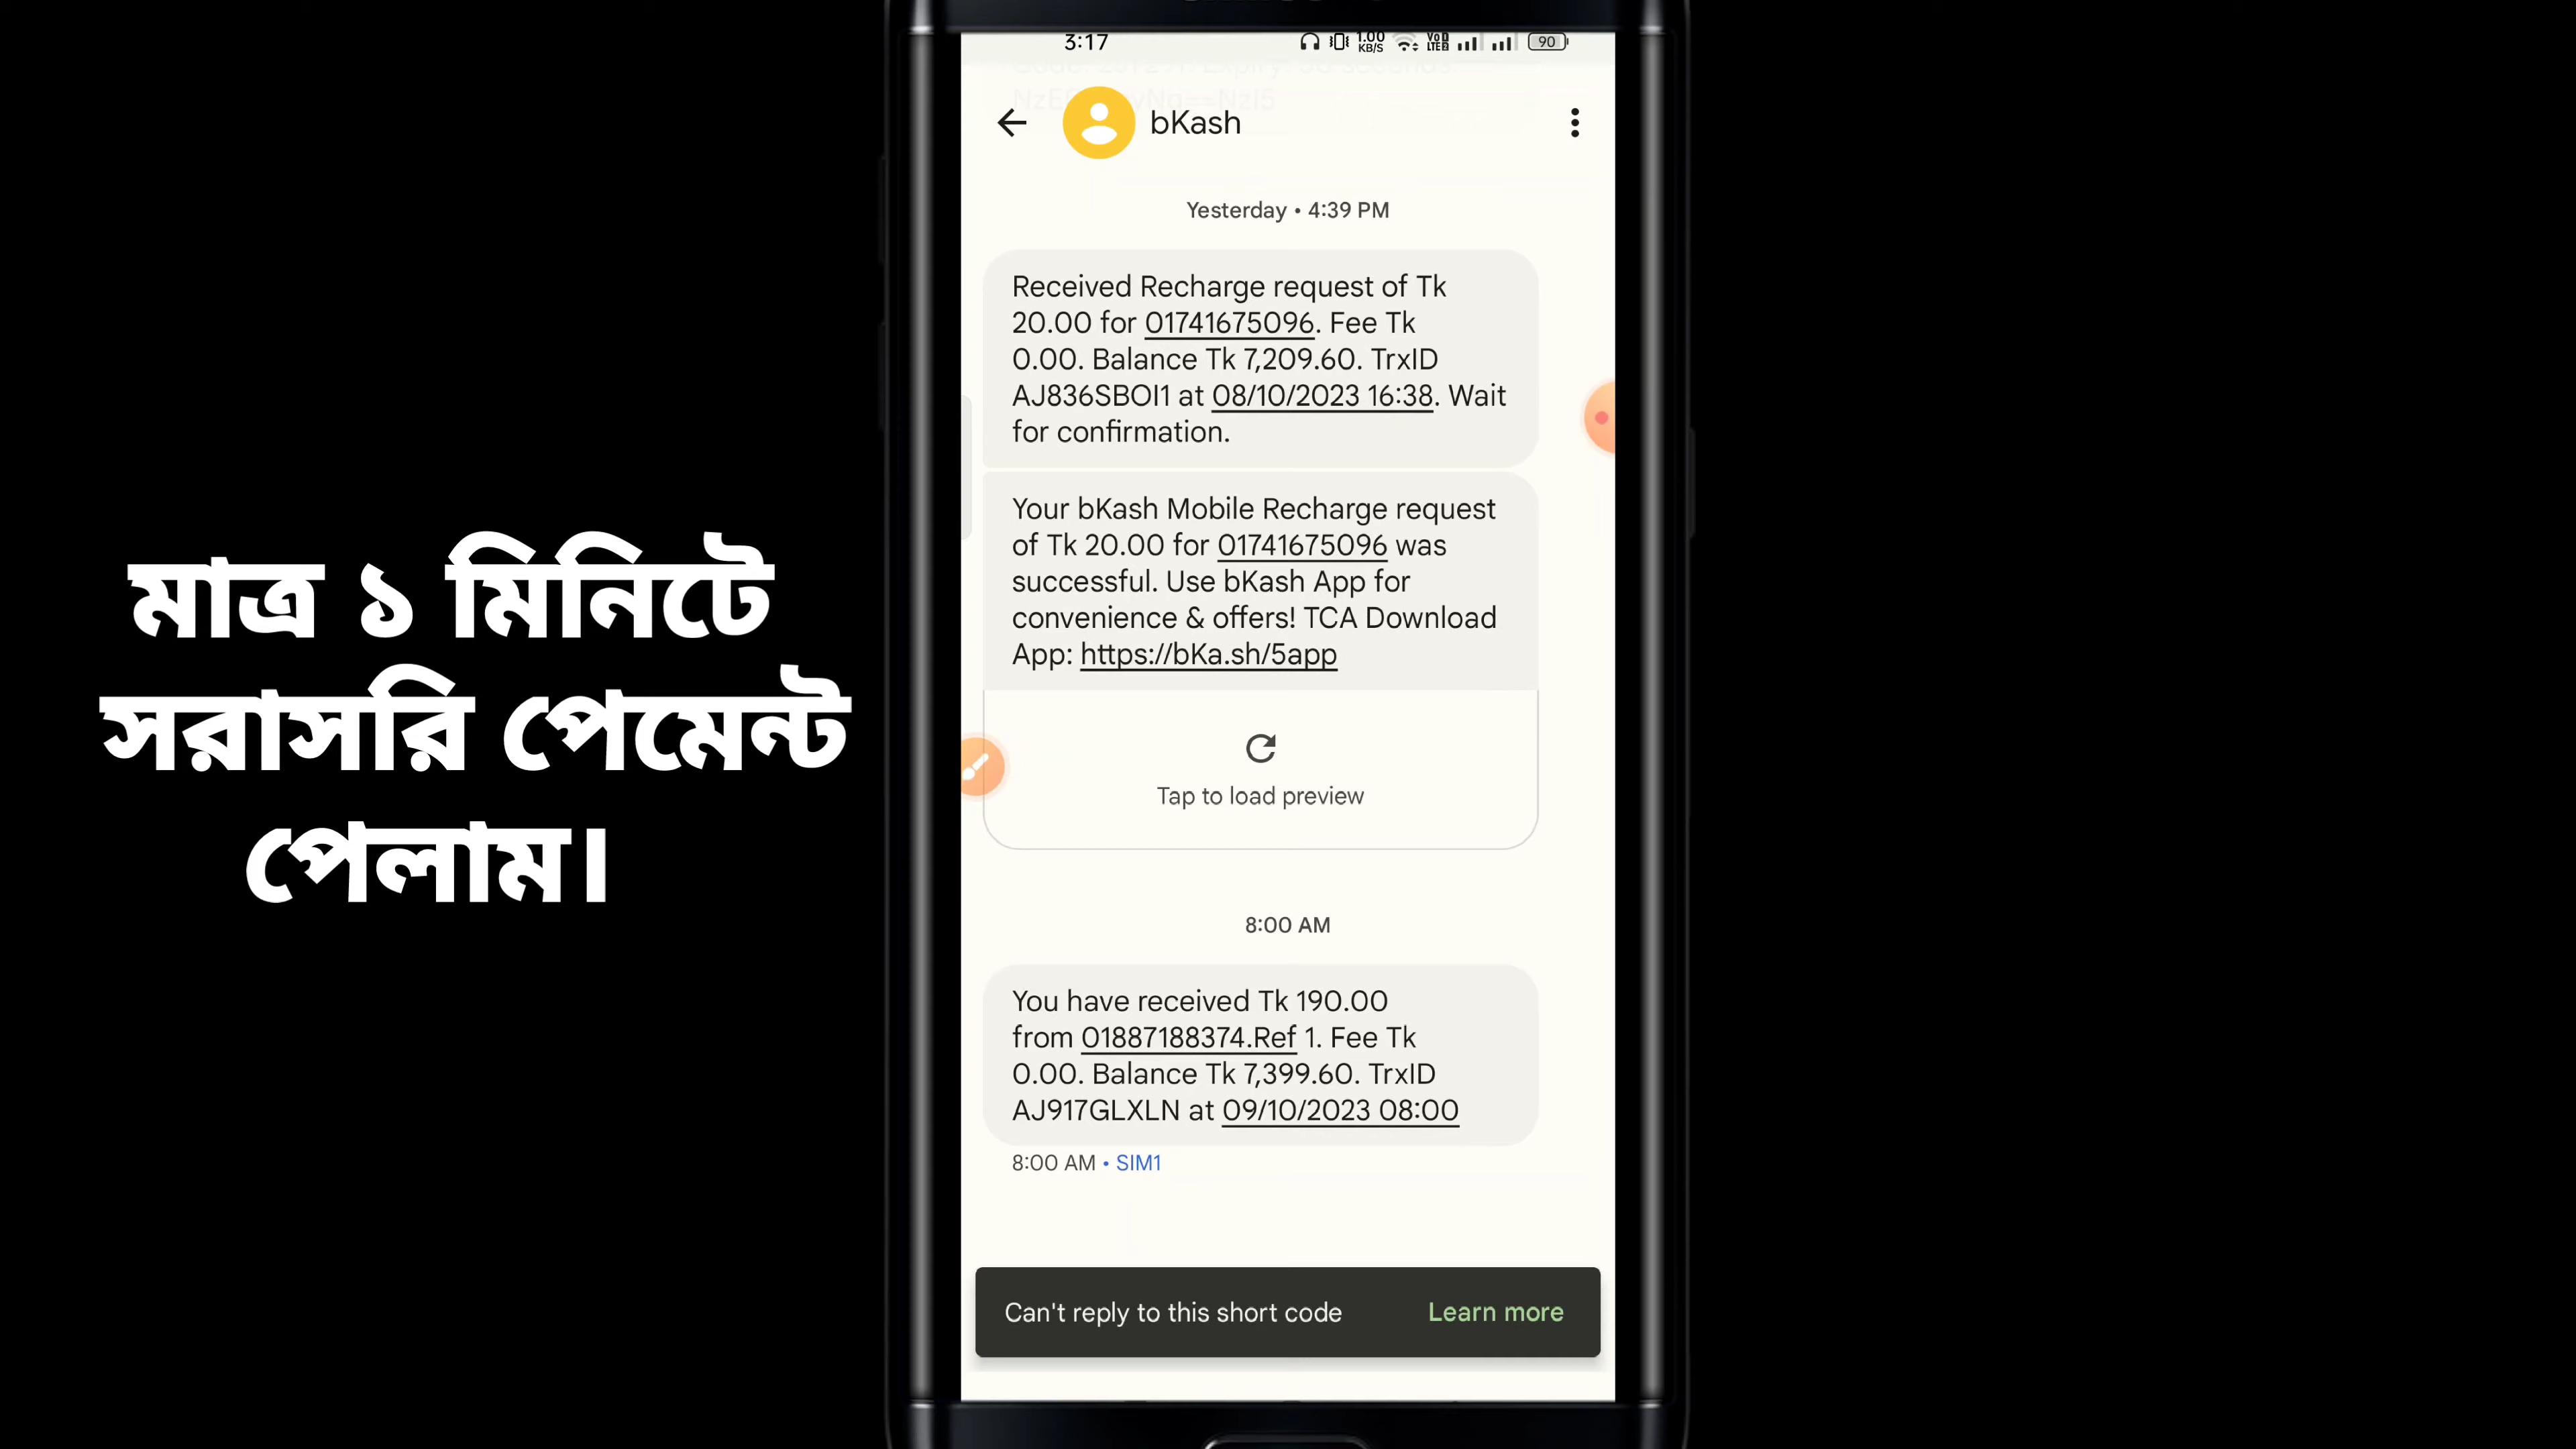 মাত্র ১ মিনিটে
সরাসরি পেমেন্ট
পেলাম।
3:17
1.00
KB/S
90
bKash
Yesterday • 4:39 PM
Received Recharge request of Tk
20.00 for 01741675096. Fee Tk
0.00. Balance Tk 7,209.60. TrxID
AJ836SBOI1 at 08/10/2023 16:38. Wait
for confirmation.
Your bKash Mobile Recharge request
of Tk 20.00 for 01741675096 was
successful. Use bKash App for
convenience & offers! TCA Download
App: https://bKa.sh/5app
Tap to load preview
8:00 AM
You have received Tk 190.00
from 01887188374.Ref 1. Fee Tk
0.00. Balance Tk 7,399.60. TrxID
AJ917GLXLN at 09/10/2023 08:00
8:00 AM • SIM1
Can't reply to this short code
Learn more